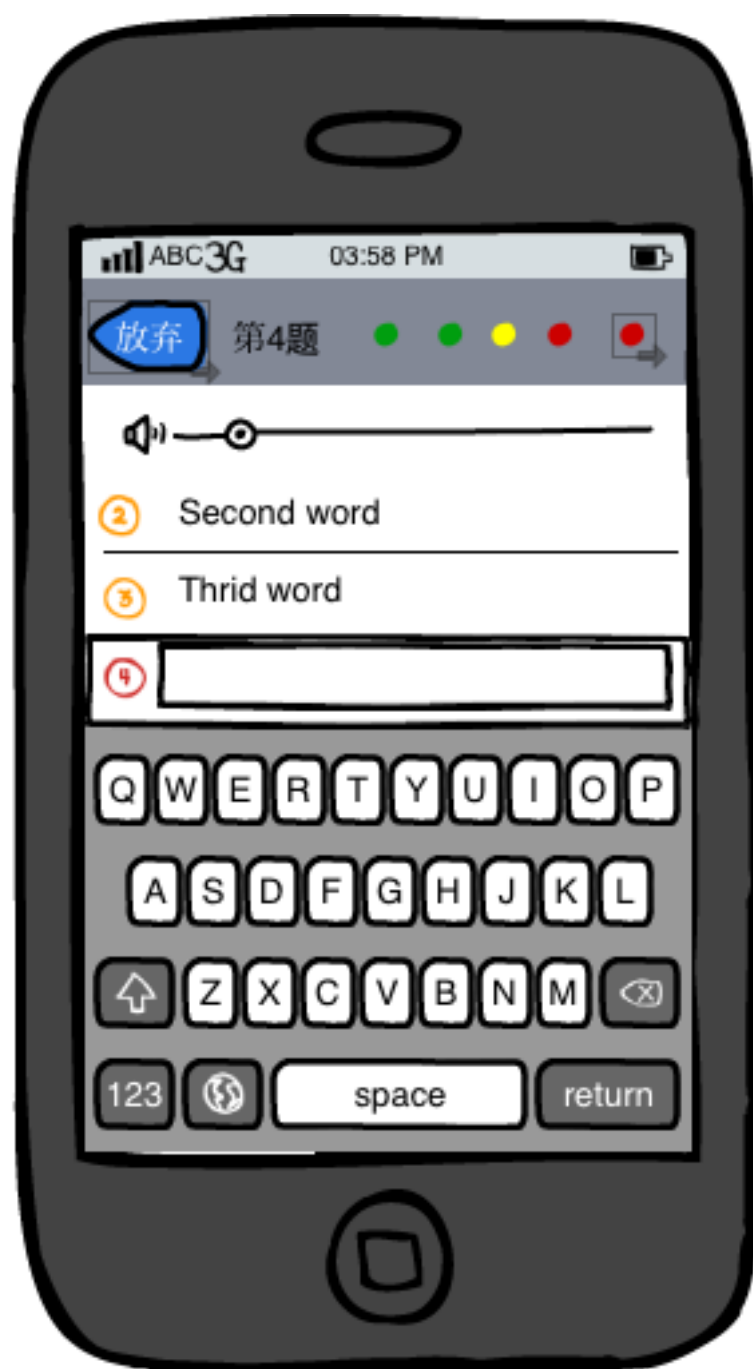 ABC 3G 03:58 PM
放弃 第4题
2 Second word
3 Thrid word
4
Q W E R T Y U I O P
A S D F G H J K L
Z X C V B N M
123 space return